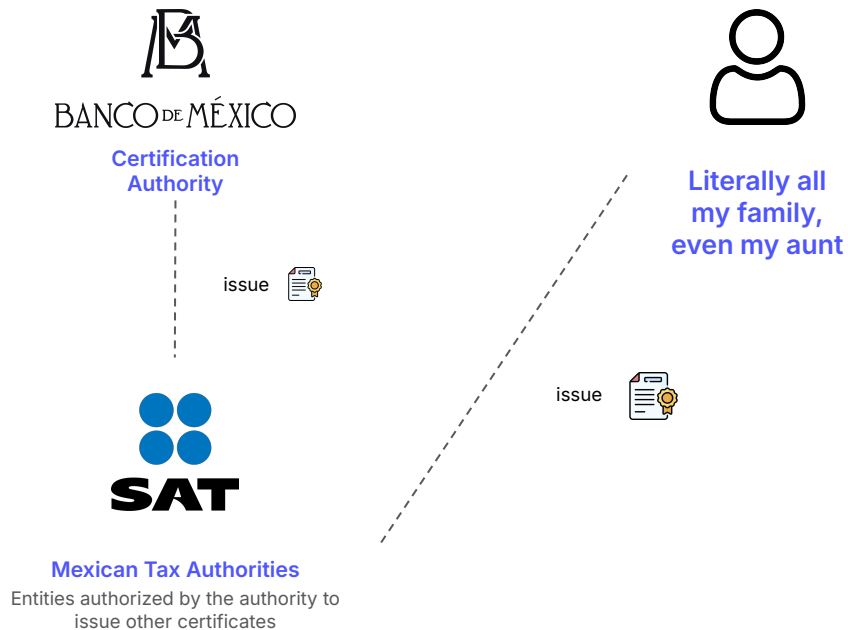 BANCO DE MÉXICO
Certification
Authority
issue
SAT
Mexican Tax Authorities
Entities authorized by the authority to
issue other certificates
Literally all
my family,
even my aunt
issue